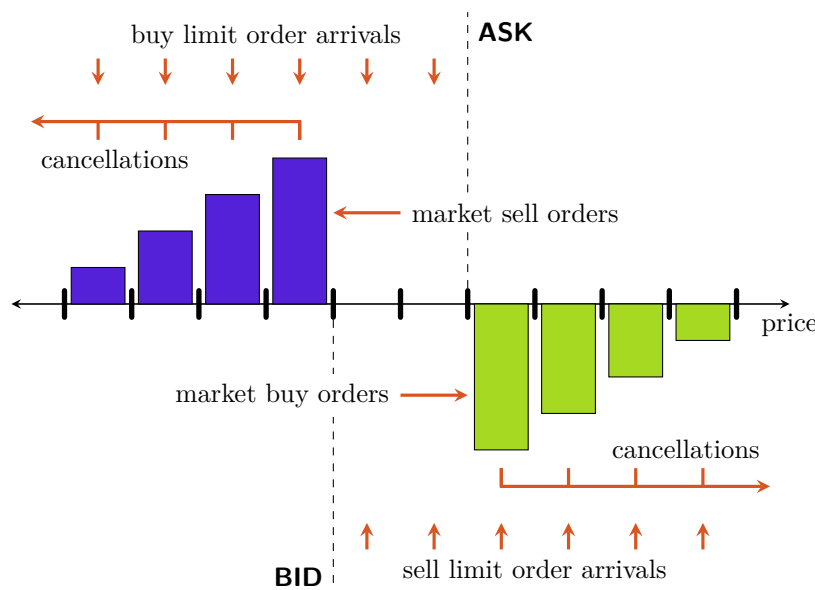 ASK
buy limit order arrivals
cancellations
market sell orders
price
market buy orders
cancellations
sell limit order arrivals
BID